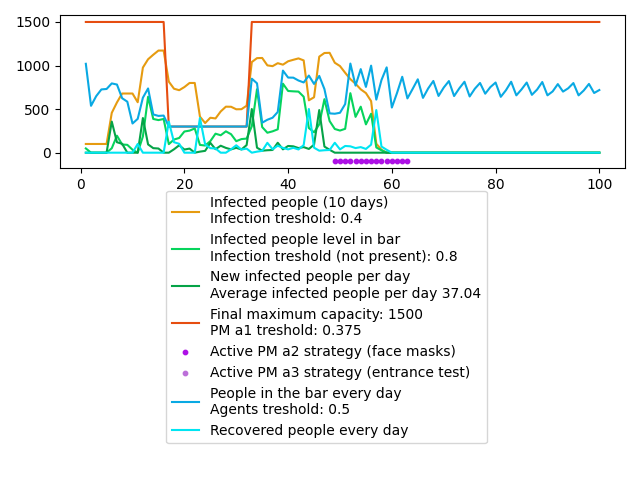 1500
1000
500
0
0
20
40
60
80
100
Infected people (10 days)
Infection treshold: 0.4
Infected people level in bar
Infection treshold (not present): 0.8
New infected people per day
Average infected people per day 37.04
Final maximum capacity: 1500
PM a1 treshold: 0.375
Active PM a2 strategy (face masks)
Active PM a3 strategy (entrance test)
People in the bar every day
Agents treshold: 0.5
Recovered people every day